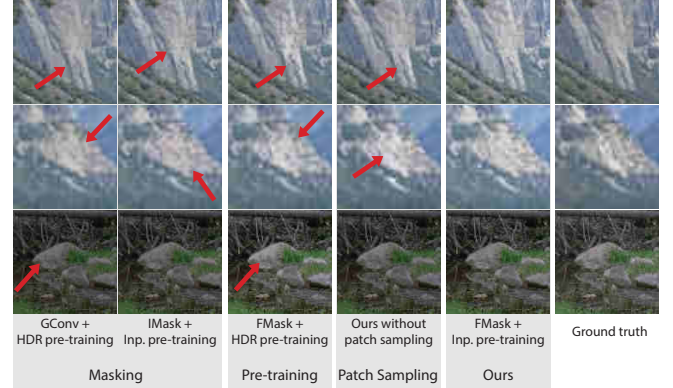 GConv +
HDR pre-training
IMask +
Inp. pre-training
FMask +
HDR pre-training
Ours without
patch sampling
FMask +
Inp. pre-training
Ground truth
Masking
Pre-training
Patch Sampling
Ours